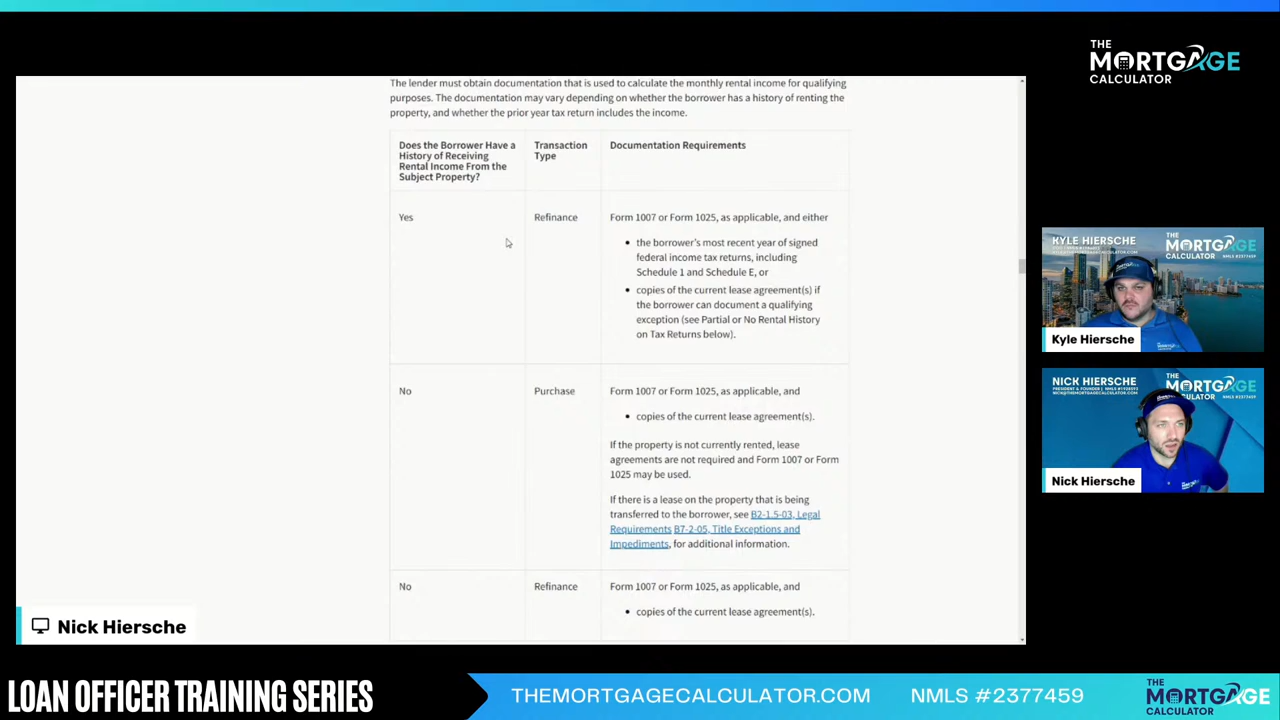 THE
MORTGAGE
CALCULATOR
The lender must obtain documentation that is used to calculate the monthly rental income for qualifying
purposes. The documentation may vary depending on whether the borrower has a history of renting the
property, and whether the prior year tax return includes the income.
Does the Borrower Have a
History of Receiving
Rental Income From the
Subject Property?
Transaction
Type
Documentation Requirements
Yes
Refinance
Form 1007 or Form 1025, as applicable, and either
• the borrower's most recent year of signed
federal income tax returns, including
Schedule 1 and Schedule E, or
• copies of the current lease agreement(s) if
the borrower can document a qualifying
exception (see Partial or No Rental History
on Tax Returns below).
No
Purchase
Form 1007 or Form 1025, as applicable, and
• copies of the current lease agreement(s).
If the property is not currently rented, lease
agreements are not required and Form 1007 or Form
1025 may be used.
If there is a lease on the property that is being
transferred to the borrower, see B2-1.5-03, Legal
Requirements B7-2-05, Title Exceptions and
Impediments, for additional information.
No
Refinance
Form 1007 or Form 1025, as applicable, and
• copies of the current lease agreement(s).
KYLE HIERSCHE
THE
MORTGAGE
CALCULATOR
NMLS #2377459
Kyle Hiersche
NICK HIERSCHE
PRESIDENT & FOUNDER | NMLS #1928592
NICK@THEMORTGAGECALCULATOR.COM
THE
MORTGAGE
CALCULATOR
NMLS #2377459
Nick Hiersche
Nick Hiersche
LOAN OFFICER TRAINING SERIES
THEMORTGAGECALCULATOR.COM
NMLS #2377459
THE
MORTGAGE
CALCULATOR